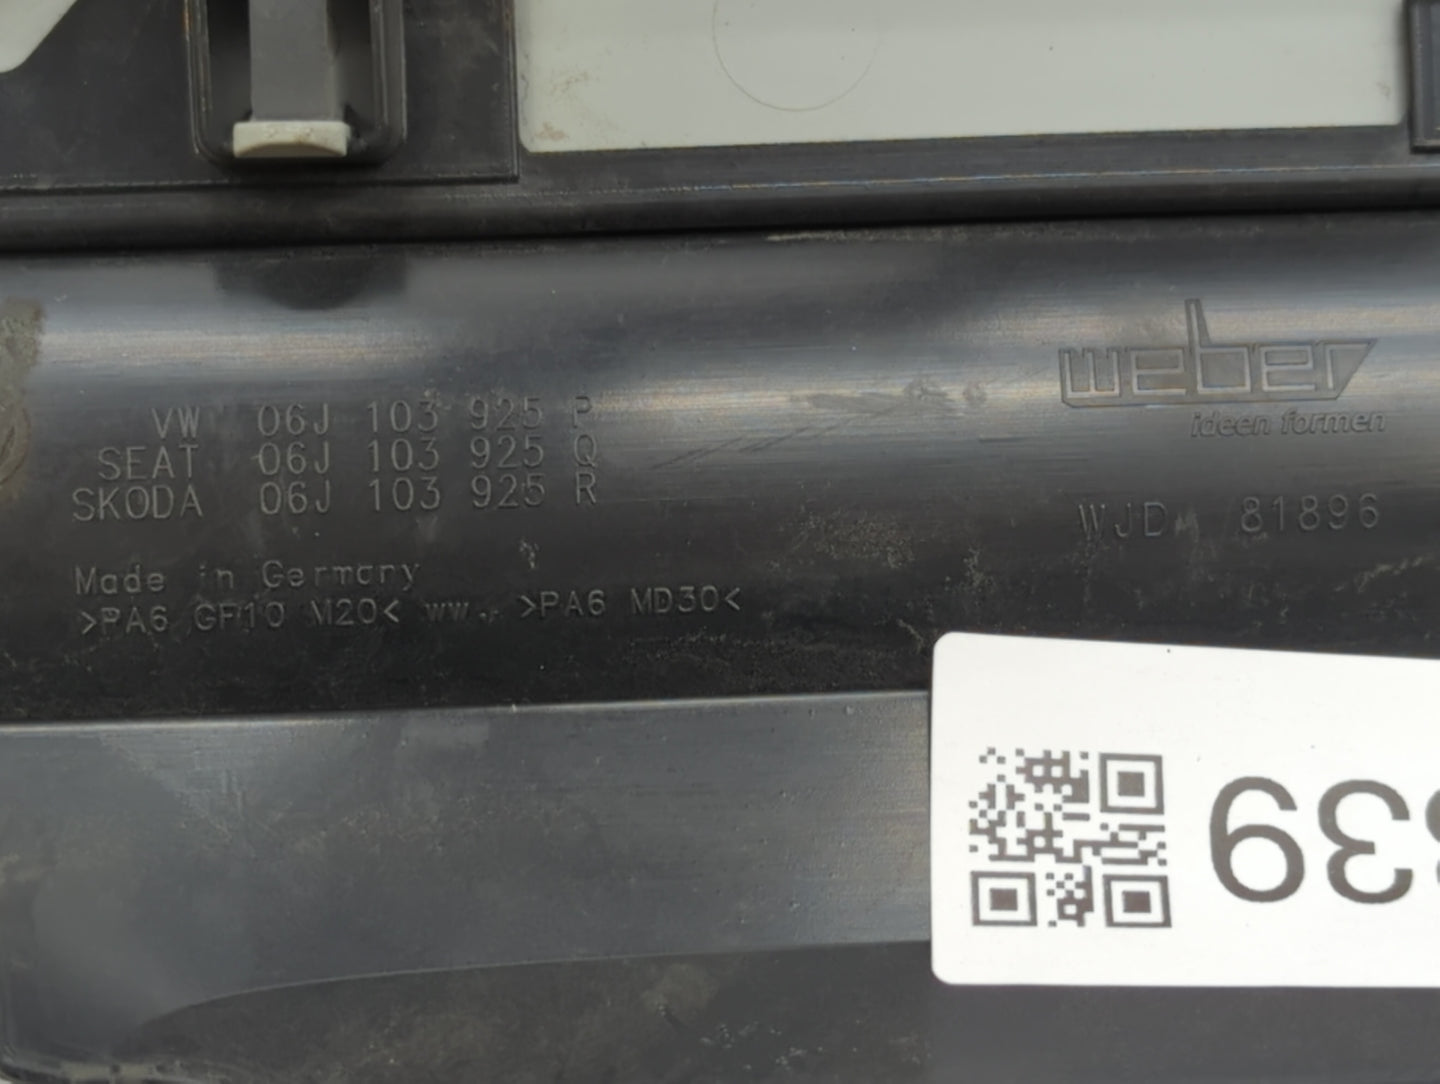 VW 06J 103 925 P
SEAT 06J 103 925 Q
SKODA 06J 103 925 R
Made in Germany
>PA6 GF10 M20< ww. >PA6 MD30<
weber
ideen formen
WJD 81896